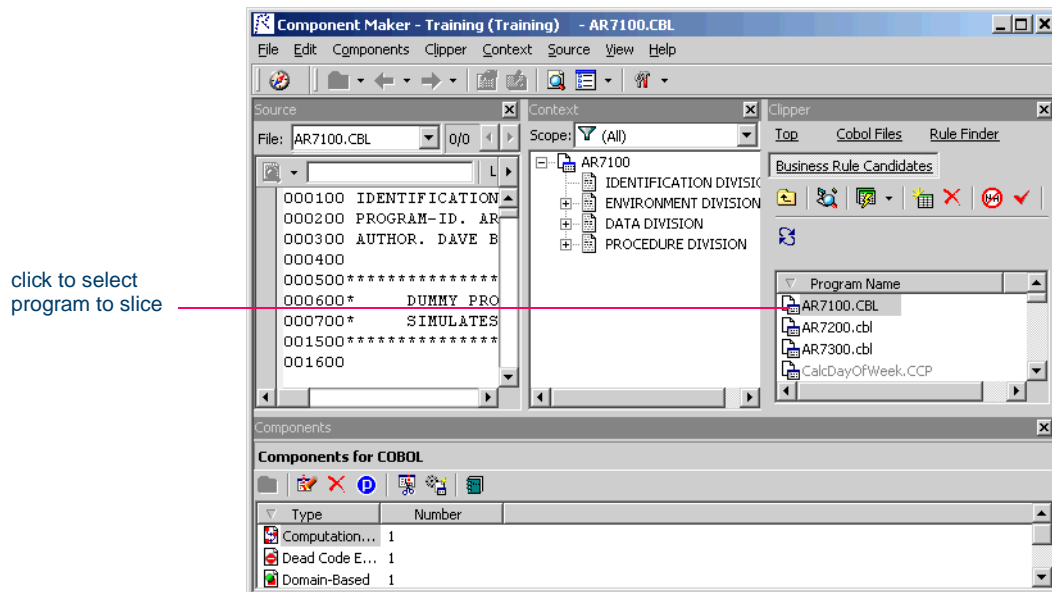 Component Maker - Training (Training) - AR7100.CBL
File Edit Components Clipper Context Source View Help
Source
File: AR7100.CBL 0/0
L
000100 IDENTIFICATION
000200 PROGRAM-ID. AR
000300 AUTHOR. DAVE B
000400
000500***************
000600* DUMMY PRO
000700* SIMULATES
001500***************
001600
Context
Scope: (All)
AR7100
IDENTIFICATION DIVISIO
ENVIRONMENT DIVISION
DATA DIVISION
PROCEDURE DIVISION
Clipper
Top Cobol Files Rule Finder
Business Rule Candidates
Program Name
AR7100.CBL
AR7200.cbl
AR7300.cbl
CalcDayOfWeek.CCP
click to select
program to slice
Components
Components for COBOL
Type Number
Computation... 1
Dead Code E... 1
Domain-Based 1